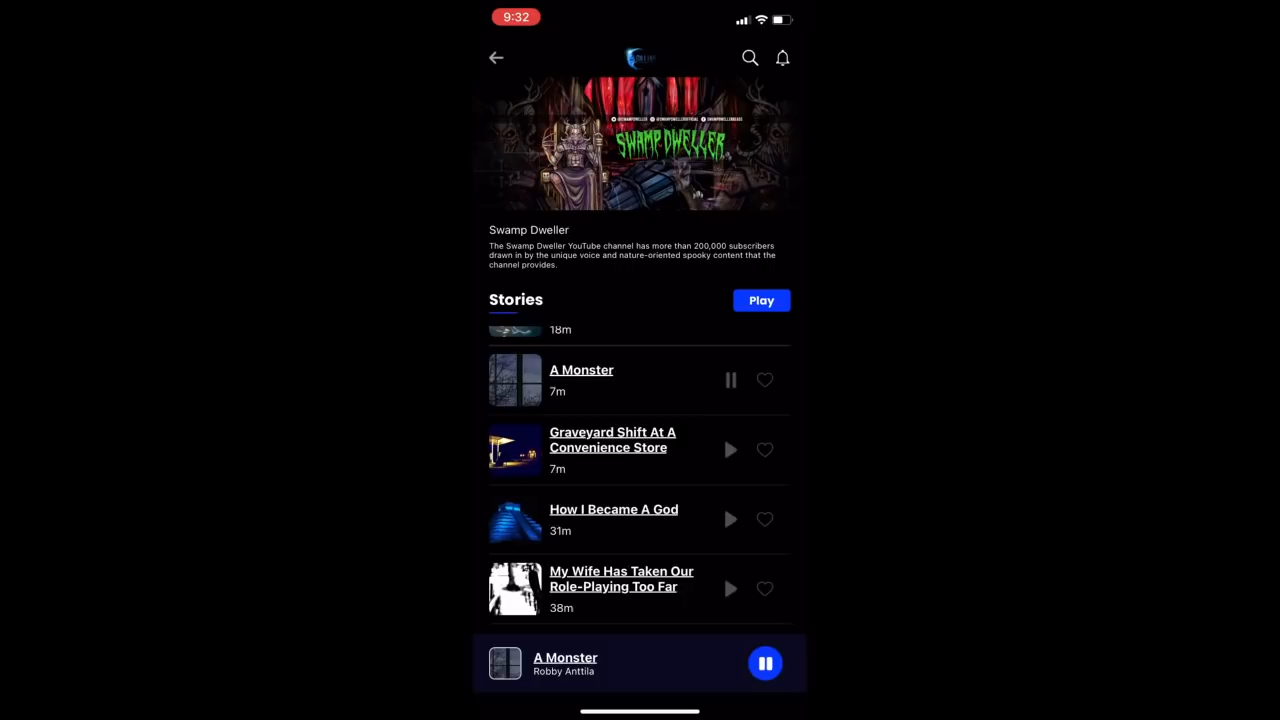 9:32
@SWAMPDWELLER @SWAMPDWELLEROFFICIAL SWAMPDWELLERREADS
SWAMP DWELLER
Swamp Dweller
The Swamp Dweller YouTube channel has more than 200,000 subscribers
drawn in by the unique voice and nature-oriented spooky content that the
channel provides.
Stories
Play
18m
A Monster
7m
Graveyard Shift At A
Convenience Store
7m
How I Became A God
31m
My Wife Has Taken Our
Role-Playing Too Far
38m
A Monster
Robby Anttila